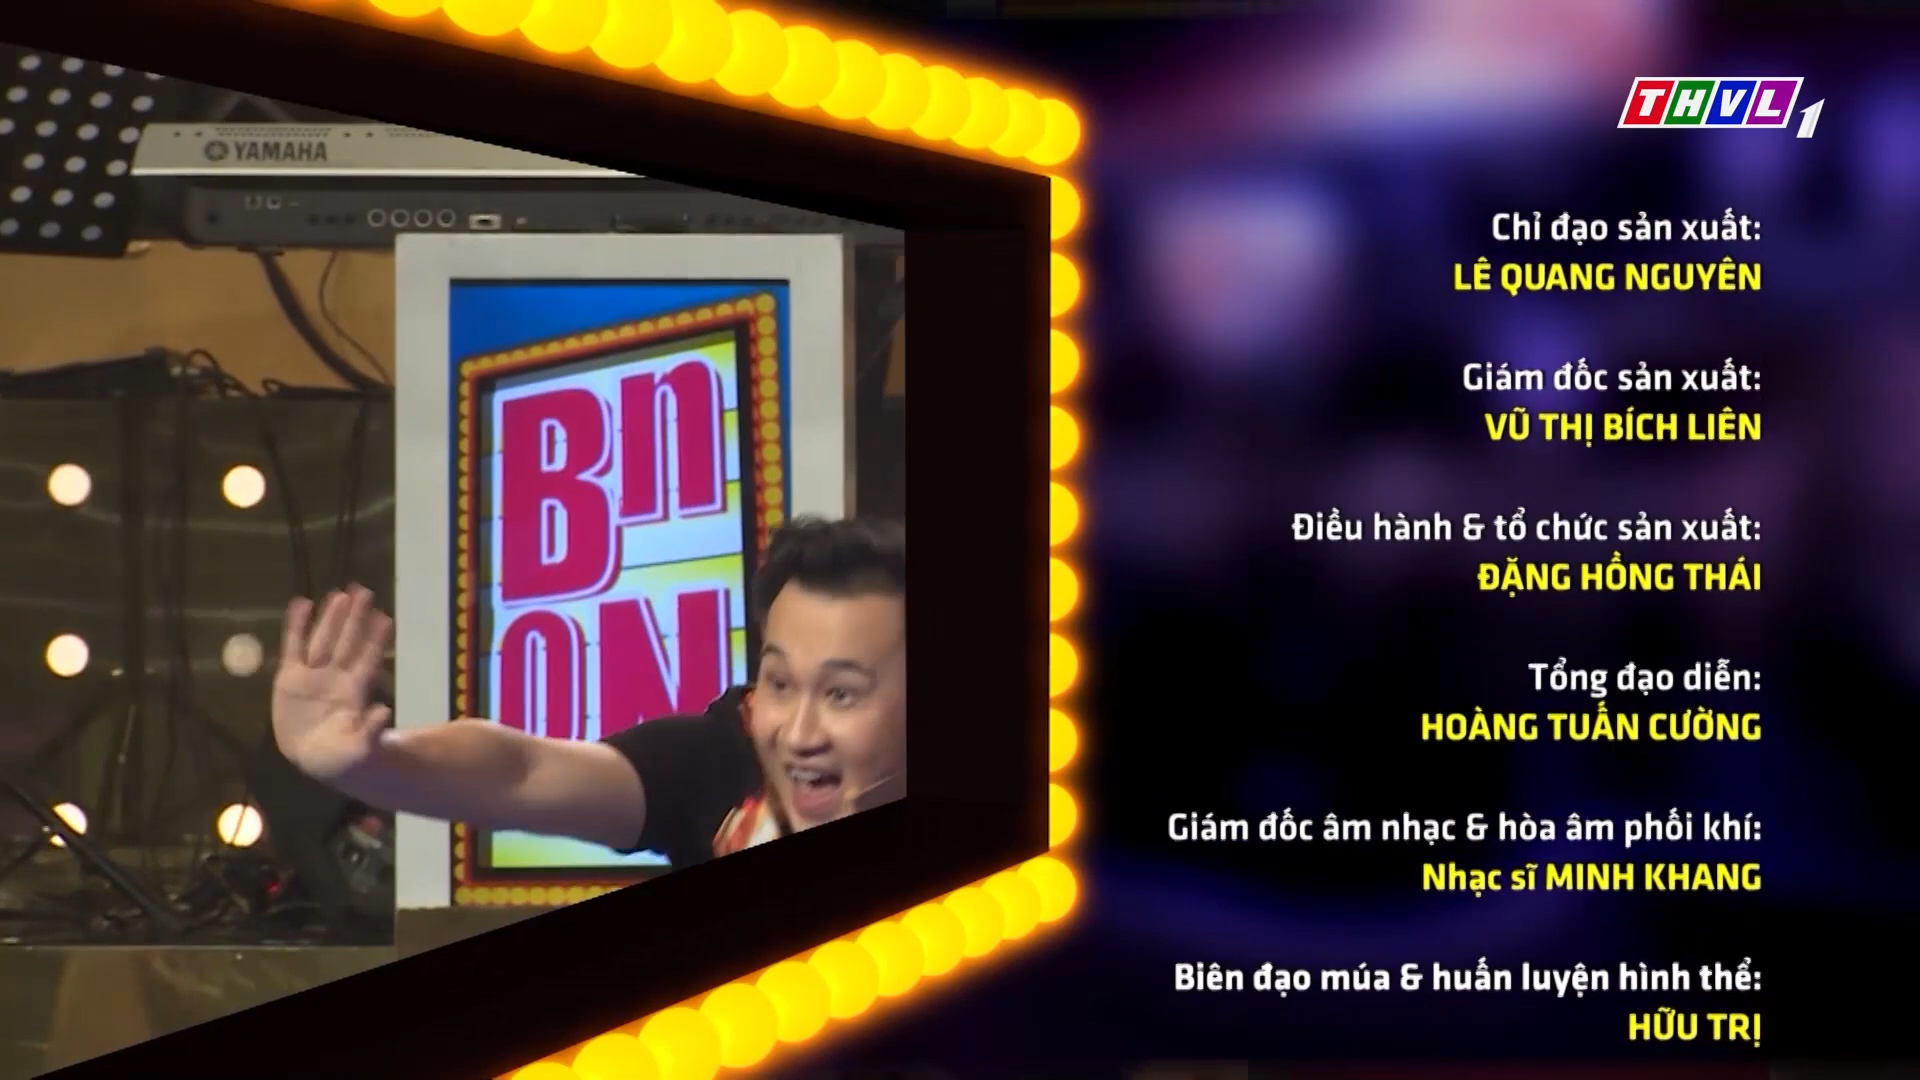 THVL1
YAMAHA
Bn
ON
Chỉ đạo sản xuất:
LÊ QUANG NGUYÊN
Giám đốc sản xuất:
VŨ THỊ BÍCH LIÊN
Điều hành & tổ chức sản xuất:
ĐẶNG HỒNG THÁI
Tổng đạo diễn:
HOÀNG TUẤN CƯỜNG
Giám đốc âm nhạc & hòa âm phối khí:
Nhạc sĩ MINH KHANG
Biên đạo múa & huấn luyện hình thể:
HỮU TRỊ